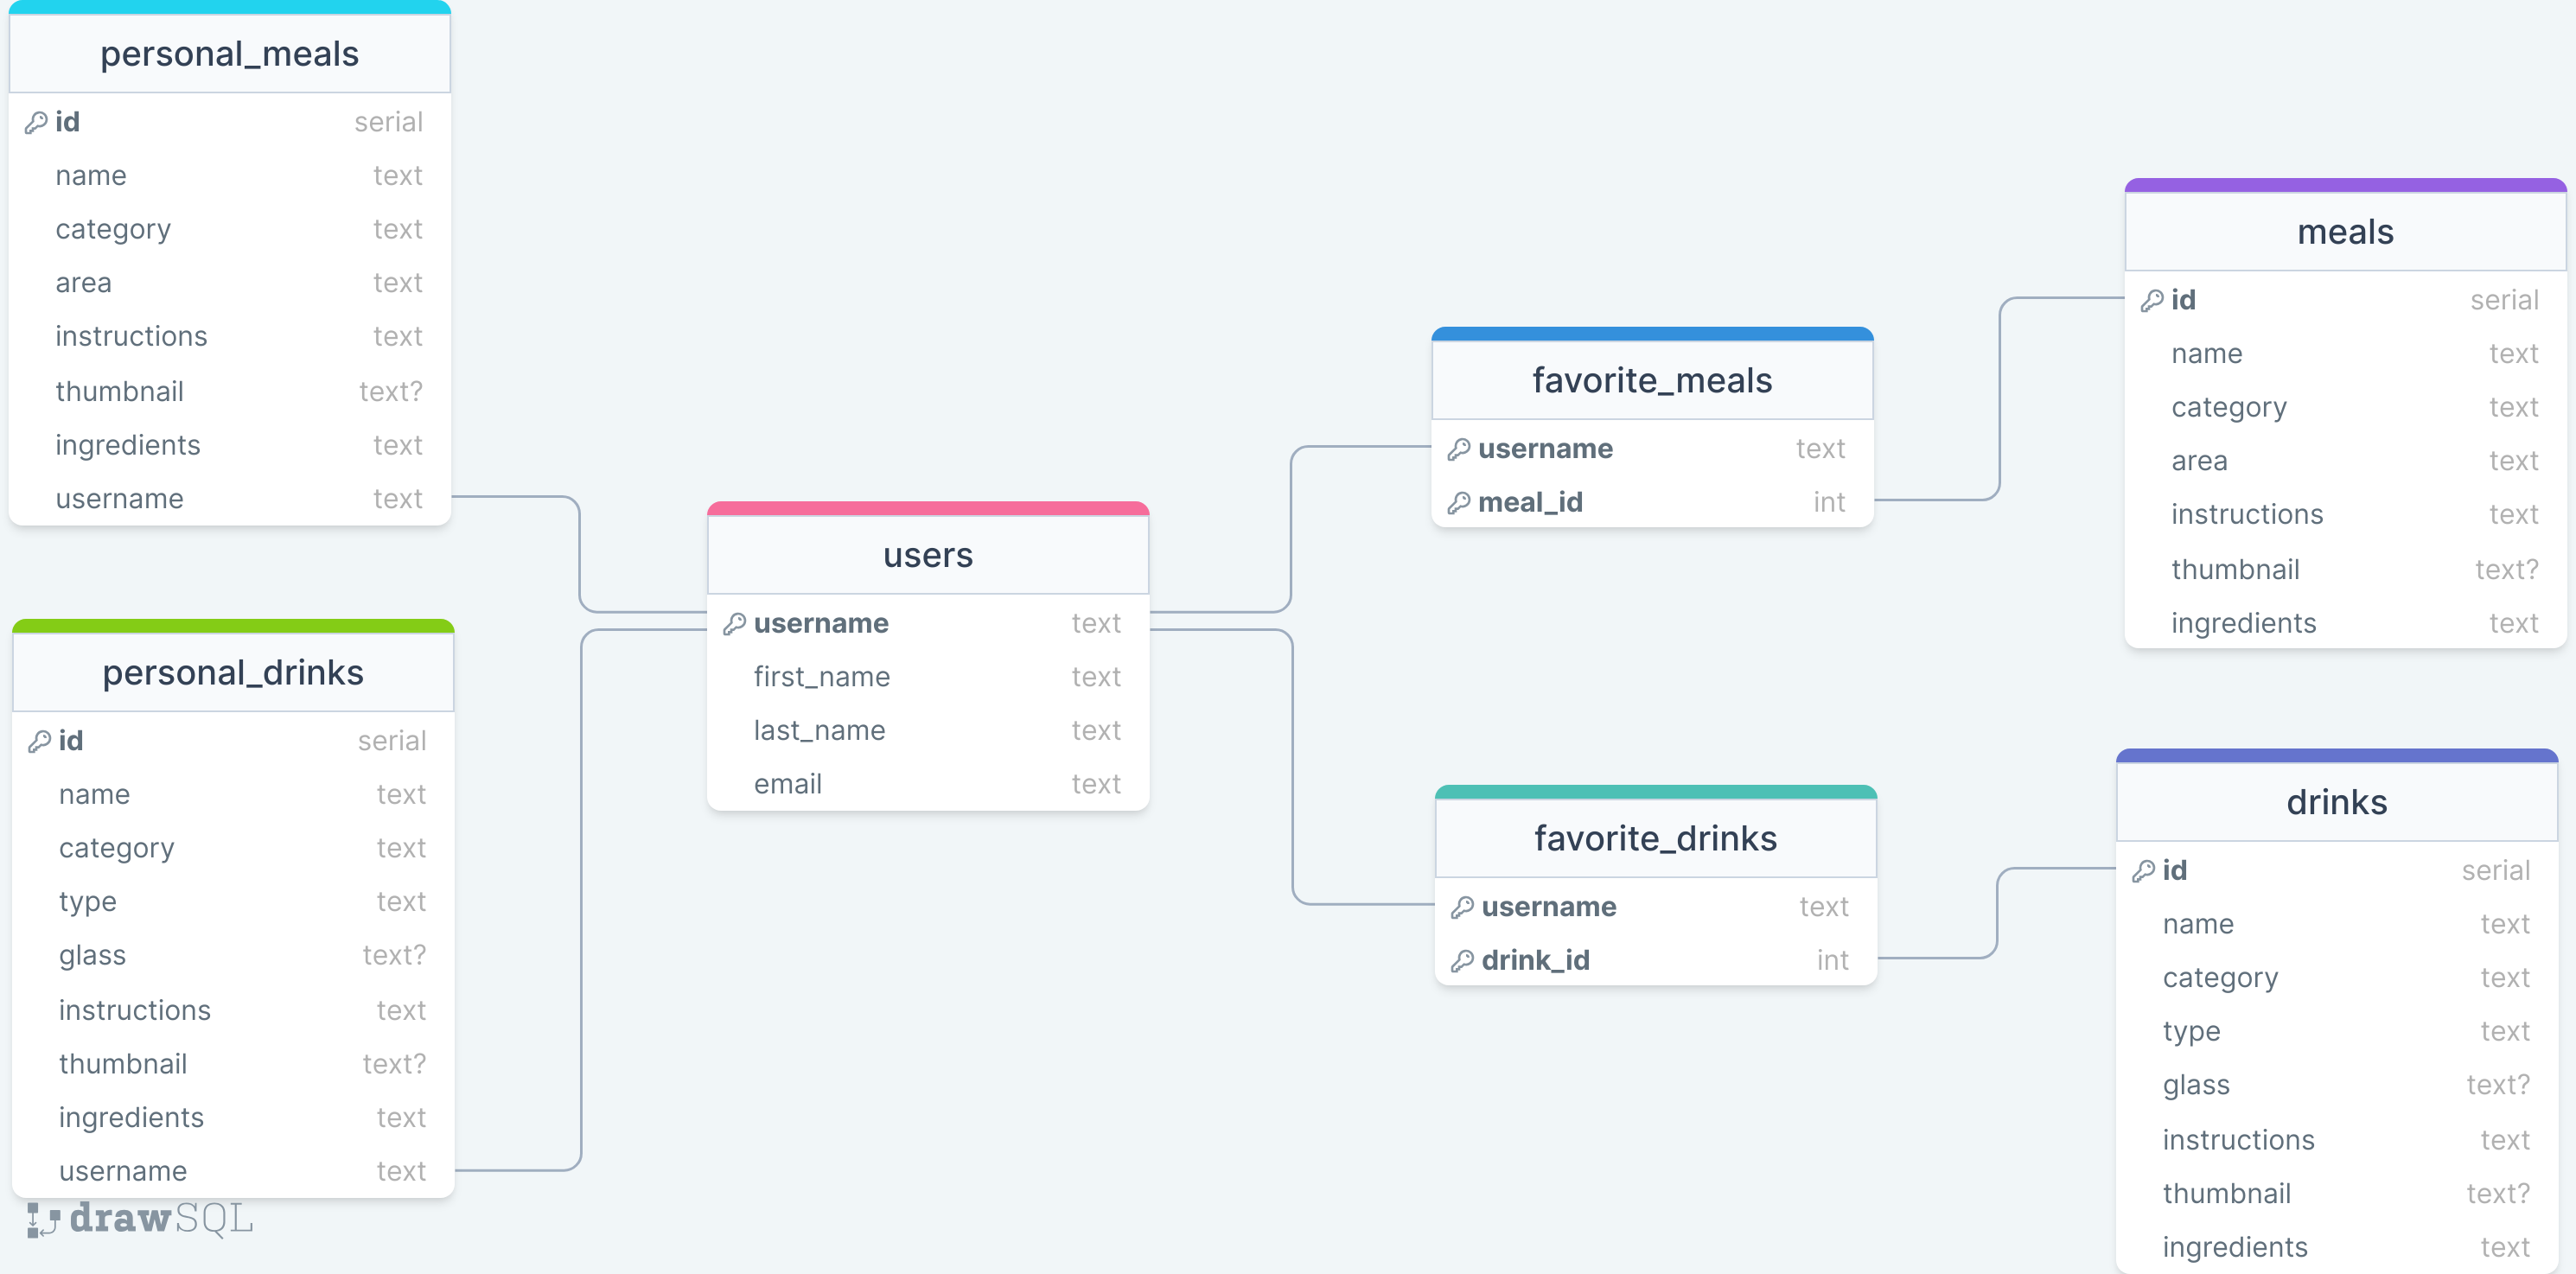 personal_meals
id serial
name text
category text
area text
instructions text
thumbnail text?
ingredients text
username text
personal_drinks
id serial
name text
category text
type text
glass text?
instructions text
thumbnail text?
ingredients text
username text
drawSQL
users
username text
first_name text
last_name text
email text
favorite_meals
username text
meal_id int
favorite_drinks
username text
drink_id int
meals
id serial
name text
category text
area text
instructions text
thumbnail text?
ingredients text
drinks
id serial
name text
category text
type text
glass text?
instructions text
thumbnail text?
ingredients text